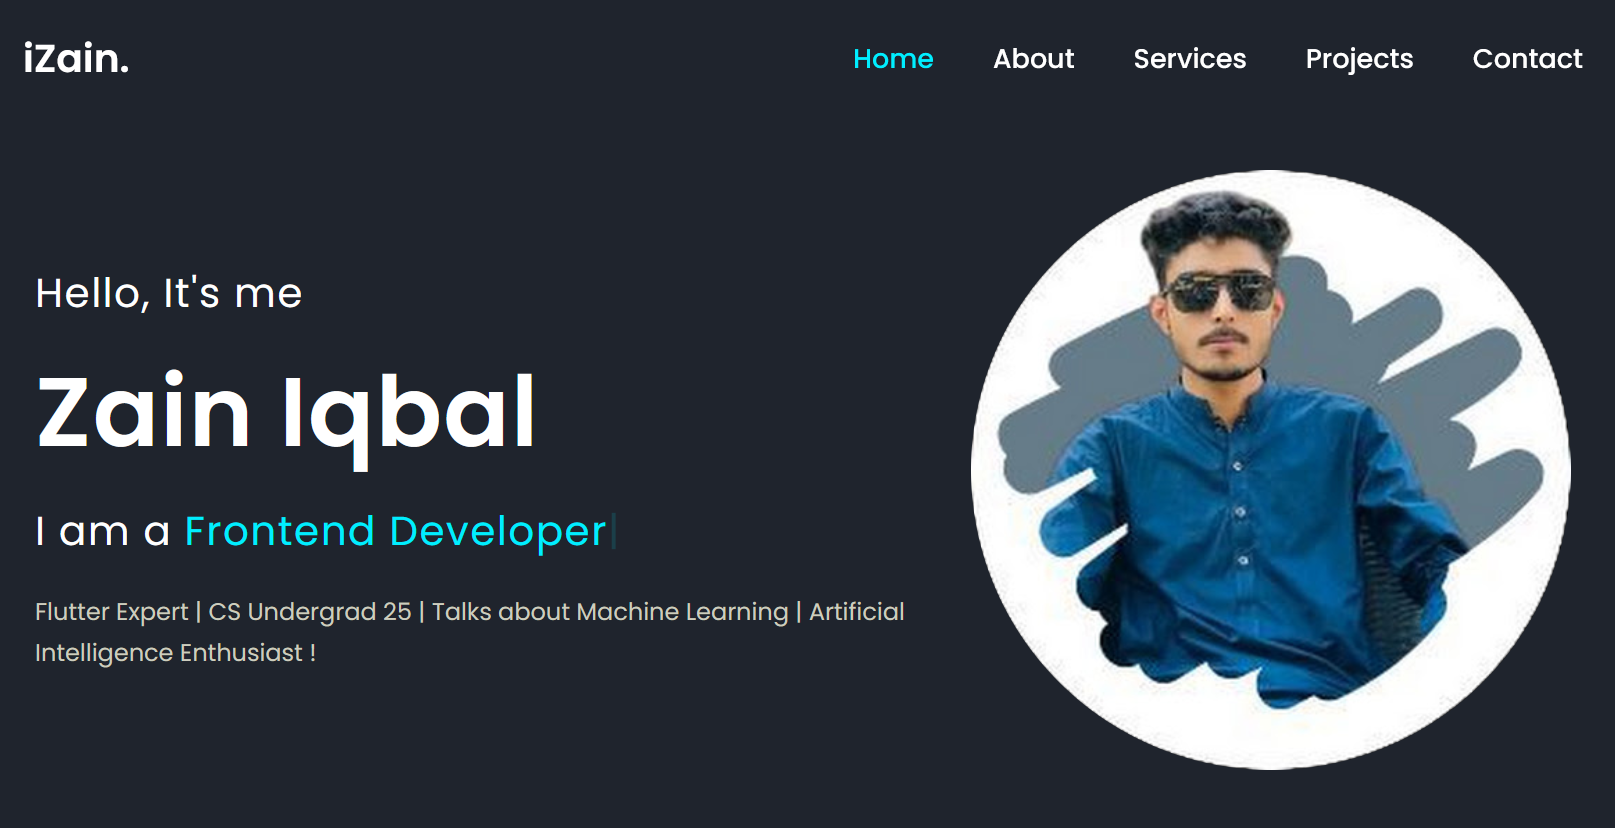 iZain.
Home About Services Projects Contact
Hello, It's me
Zain Iqbal
I am a Frontend Developer
Flutter Expert | CS Undergrad 25 | Talks about Machine Learning | Artificial
Intelligence Enthusiast !